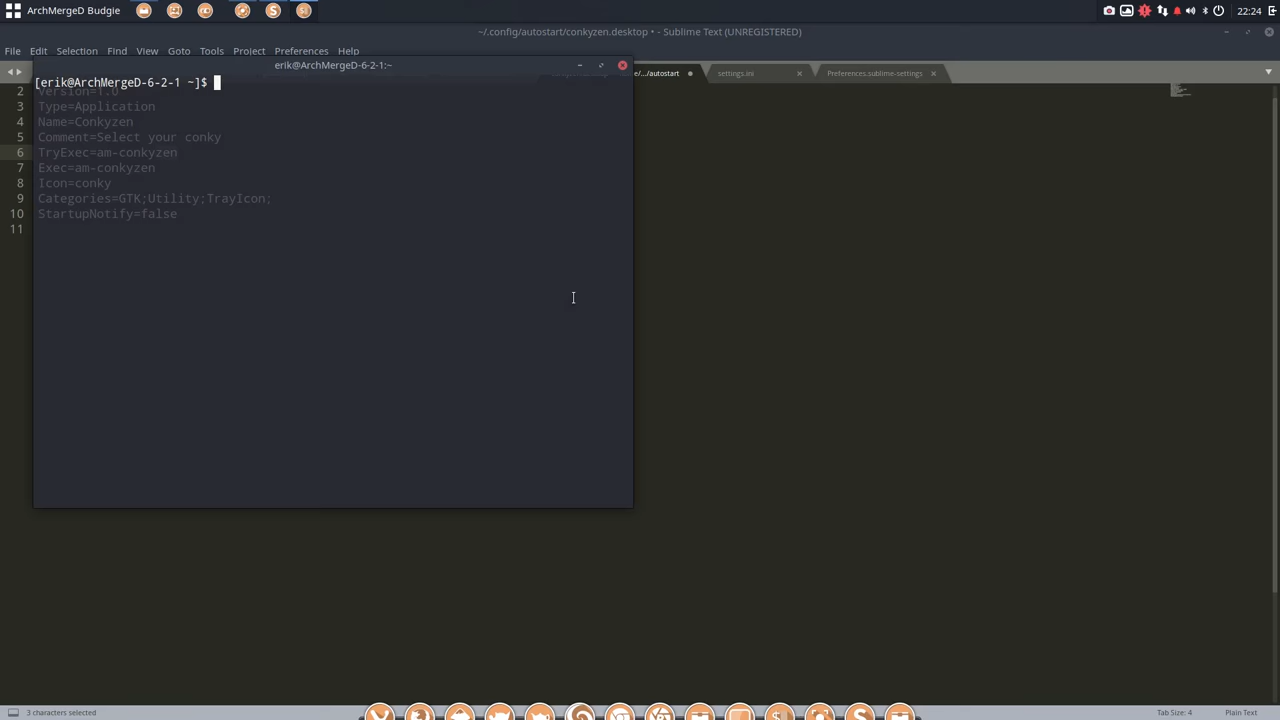 ArchMergeD Budgie
22:24
~/.config/autostart/conkyzen.desktop • - Sublime Text (UNREGISTERED)
File Edit Selection Find View Goto Tools Project Preferences Help
erik@ArchMergeD-6-2-1:~
e/.../autostart
settings.ini
Preferences.sublime-settings
[erik@ArchMergeD-6-2-1 ~]$
2 Version=1.0
3 Type=Application
4 Name=Conkyzen
5 Comment=Select your conky
6 TryExec=am-conkyzen
7 Exec=am-conkyzen
8 Icon=conky
9 Categories=GTK;Utility;TrayIcon;
10 StartupNotify=false
11
3 characters selected
Tab Size: 4
Plain Text